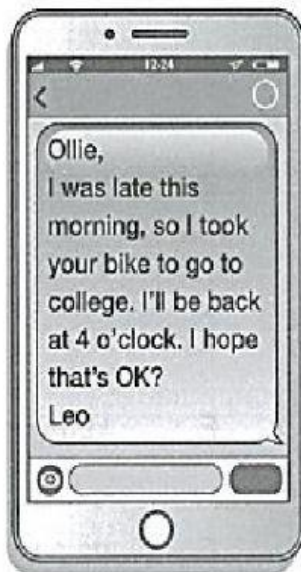 12:24
Ollie,
I was late this
morning, so I took
your bike to go to
college. I'll be back
at 4 o'clock. I hope
that's OK?
Leo